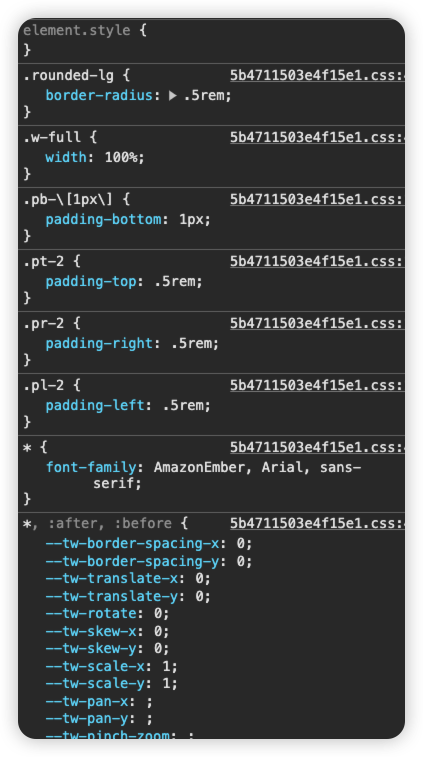 element.style {
}
.rounded-lg { 5b4711503e4f15e1.css:
border-radius: ▶ .5rem;
}
.w-full { 5b4711503e4f15e1.css:
width: 100%;
}
.pb-\[1px\] { 5b4711503e4f15e1.css:
padding-bottom: 1px;
}
.pt-2 { 5b4711503e4f15e1.css:
padding-top: .5rem;
}
.pr-2 { 5b4711503e4f15e1.css:
padding-right: .5rem;
}
.pl-2 { 5b4711503e4f15e1.css:
padding-left: .5rem;
}
* { 5b4711503e4f15e1.css:
font-family: AmazonEmber, Arial, sans-
serif;
}
*, :after, :before { 5b4711503e4f15e1.css:
--tw-border-spacing-x: 0;
--tw-border-spacing-y: 0;
--tw-translate-x: 0;
--tw-translate-y: 0;
--tw-rotate: 0;
--tw-skew-x: 0;
--tw-skew-y: 0;
--tw-scale-x: 1;
--tw-scale-y: 1;
--tw-pan-x: ;
--tw-pan-y: ;
--tw-pinch-zoom: ;